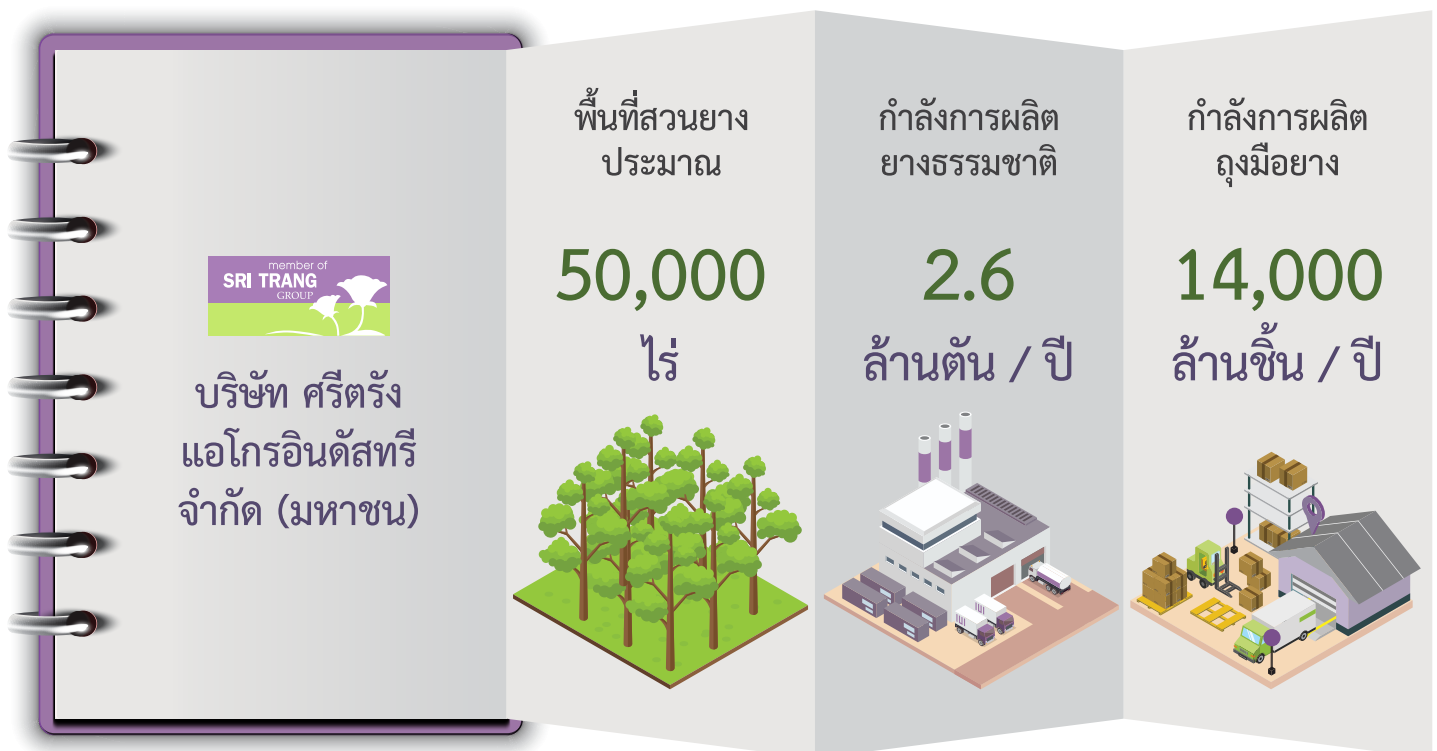 member of
SRI TRANG
GROUP
บริษัท ศรีตรัง
แอโกรอินดัสทรี
จำกัด (มหาชน)
พื้นที่สวนยาง
ประมาณ
50,000
ไร่
กำลังการผลิต
ยางธรรมชาติ
2.6
ล้านตัน / ปี
กำลังการผลิต
ถุงมือยาง
14,000
ล้านชิ้น / ปี